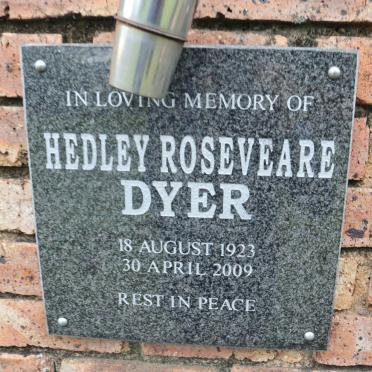 IN LOVING MEMORY OF
HEDLEY ROSEVEARE
DYER
18 AUGUST 1923
30 APRIL 2009
REST IN PEACE